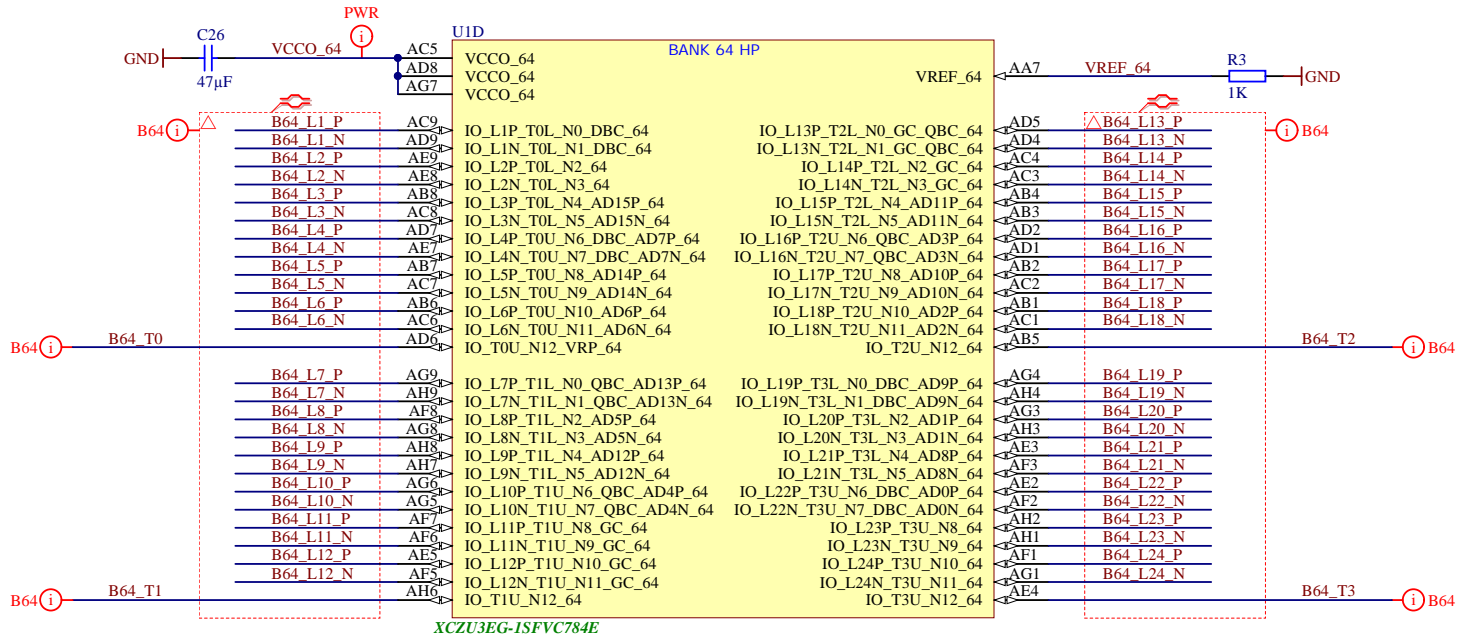 PWR
C26
GND
47µF
VCCO_64
U1D
BANK 64 HP
AC5 VCCO_64
AD8 VCCO_64
AG7 VCCO_64
VREF_64 AA7 VREF_64
R3
1K
GND
B64 i
B64_L1_P AC9 IO_L1P_T0L_N0_DBC_64
B64_L1_N AD9 IO_L1N_T0L_N1_DBC_64
B64_L2_P AE9 IO_L2P_T0L_N2_64
B64_L2_N AE8 IO_L2N_T0L_N3_64
B64_L3_P AB8 IO_L3P_T0L_N4_AD15P_64
B64_L3_N AC8 IO_L3N_T0L_N5_AD15N_64
B64_L4_P AD7 IO_L4P_T0U_N6_DBC_AD7P_64
B64_L4_N AE7 IO_L4N_T0U_N7_DBC_AD7N_64
B64_L5_P AB7 IO_L5P_T0U_N8_AD14P_64
B64_L5_N AC7 IO_L5N_T0U_N9_AD14N_64
B64_L6_P AB6 IO_L6P_T0U_N10_AD6P_64
B64_L6_N AC6 IO_L6N_T0U_N11_AD6N_64
B64 i B64_T0 AD6 IO_T0U_N12_VRP_64
B64_L7_P AG9 IO_L7P_T1L_N0_QBC_AD13P_64
B64_L7_N AH9 IO_L7N_T1L_N1_QBC_AD13N_64
B64_L8_P AF8 IO_L8P_T1L_N2_AD5P_64
B64_L8_N AG8 IO_L8N_T1L_N3_AD5N_64
B64_L9_P AH8 IO_L9P_T1L_N4_AD12P_64
B64_L9_N AH7 IO_L9N_T1L_N5_AD12N_64
B64_L10_P AG6 IO_L10P_T1U_N6_QBC_AD4P_64
B64_L10_N AG5 IO_L10N_T1U_N7_QBC_AD4N_64
B64_L11_P AF7 IO_L11P_T1U_N8_GC_64
B64_L11_N AF6 IO_L11N_T1U_N9_GC_64
B64_L12_P AE5 IO_L12P_T1U_N10_GC_64
B64_L12_N AF5 IO_L12N_T1U_N11_GC_64
B64 i B64_T1 AH6 IO_T1U_N12_64
IO_L13P_T2L_N0_GC_QBC_64 AD5 B64_L13_P
i B64
IO_L13N_T2L_N1_GC_QBC_64 AD4 B64_L13_N
IO_L14P_T2L_N2_GC_64 AC4 B64_L14_P
IO_L14N_T2L_N3_GC_64 AC3 B64_L14_N
IO_L15P_T2L_N4_AD11P_64 AB4 B64_L15_P
IO_L15N_T2L_N5_AD11N_64 AB3 B64_L15_N
IO_L16P_T2U_N6_QBC_AD3P_64 AD2 B64_L16_P
IO_L16N_T2U_N7_QBC_AD3N_64 AD1 B64_L16_N
IO_L17P_T2U_N8_AD10P_64 AB2 B64_L17_P
IO_L17N_T2U_N9_AD10N_64 AC2 B64_L17_N
IO_L18P_T2U_N10_AD2P_64 AB1 B64_L18_P
IO_L18N_T2U_N11_AD2N_64 AC1 B64_L18_N
IO_T2U_N12_64 AB5 B64_T2 i B64
IO_L19P_T3L_N0_DBC_AD9P_64 AG4 B64_L19_P
IO_L19N_T3L_N1_DBC_AD9N_64 AH4 B64_L19_N
IO_L20P_T3L_N2_AD1P_64 AG3 B64_L20_P
IO_L20N_T3L_N3_AD1N_64 AH3 B64_L20_N
IO_L21P_T3L_N4_AD8P_64 AE3 B64_L21_P
IO_L21N_T3L_N5_AD8N_64 AF3 B64_L21_N
IO_L22P_T3U_N6_DBC_AD0P_64 AE2 B64_L22_P
IO_L22N_T3U_N7_DBC_AD0N_64 AF2 B64_L22_N
IO_L23P_T3U_N8_64 AH2 B64_L23_P
IO_L23N_T3U_N9_64 AH1 B64_L23_N
IO_L24P_T3U_N10_64 AF1 B64_L24_P
IO_L24N_T3U_N11_64 AG1 B64_L24_N
IO_T3U_N12_64 AE4 B64_T3 i B64
XCZU3EG-1SFVC784E